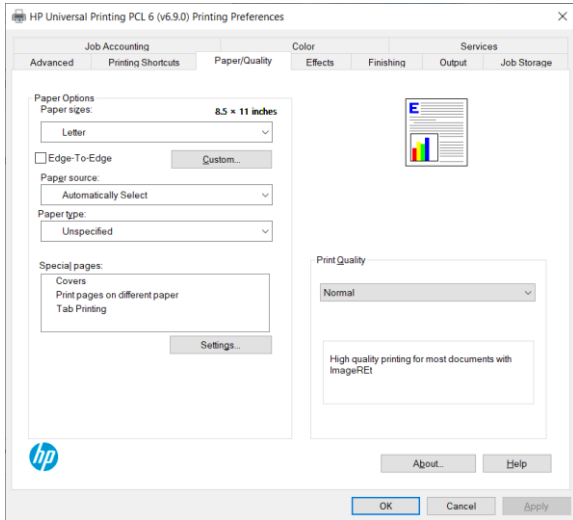 HP Universal Printing PCL 6 (v6.9.0) Printing Preferences
Job Accounting Color Services
Advanced Printing Shortcuts Paper/Quality Effects Finishing Output Job Storage
Paper Options
Paper sizes: 8.5 × 11 inches
Letter
Edge-To-Edge Custom...
Paper source:
Automatically Select
Paper type:
Unspecified
Special pages:
Covers
Print pages on different paper
Tab Printing
Settings...
E
Print Quality
Normal
High quality printing for most documents with
ImageREt
hp
About... Help
OK Cancel Apply